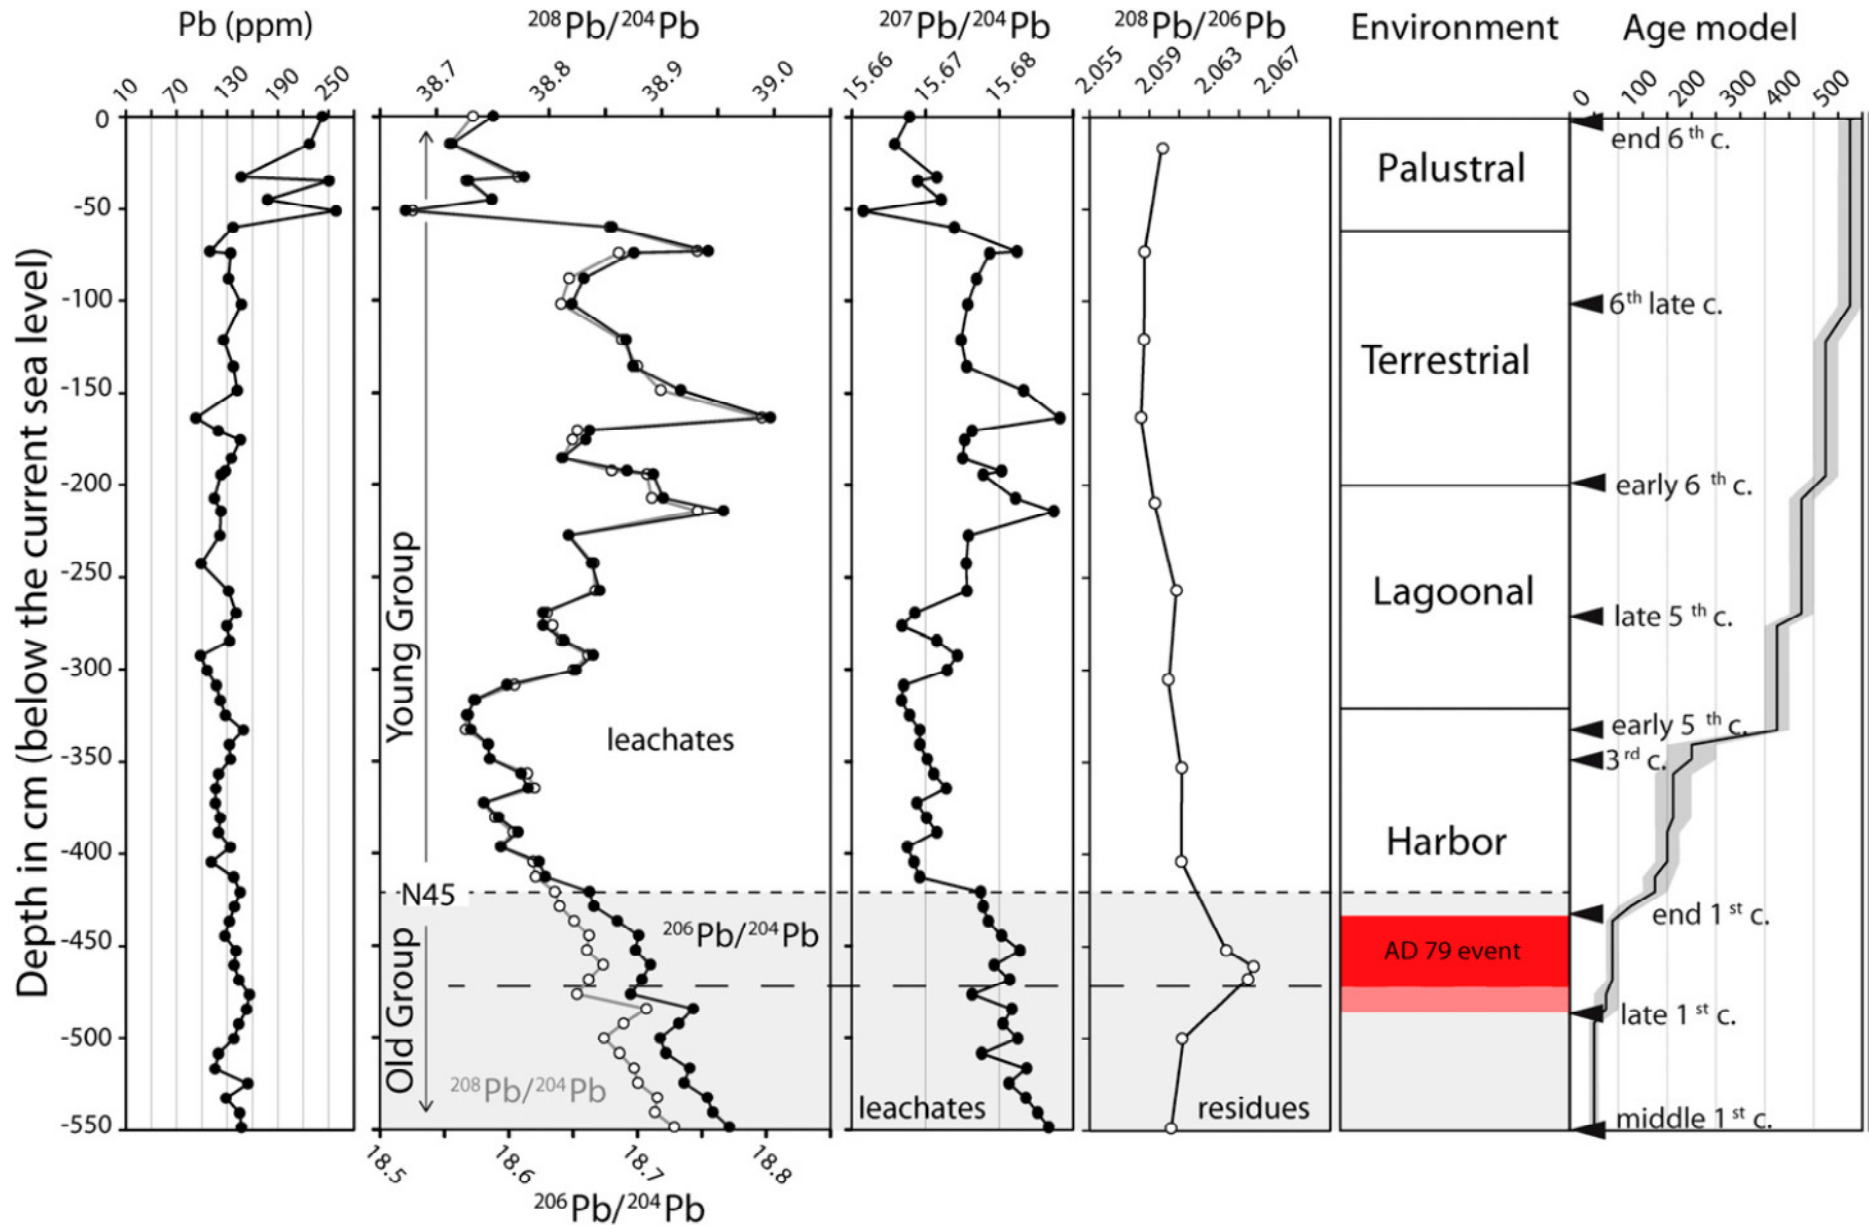 Pb (ppm)
208Pb/204Pb
207Pb/204Pb
208Pb/206Pb
Environment
Age model
10 70 130 190 250
38.7 38.8 38.9 39.0
15.66 15.67 15.68
2.055 2.059 2.063 2.067
0 100 200 300 400 500
Depth in cm (below the current sea level)
0
-50
-100
-150
-200
-250
-300
-350
-400
-450
-500
-550
Young Group
leachates
N45
Old Group
206Pb/204Pb
208Pb/204Pb
leachates
residues
Palustral
Terrestrial
Lagoonal
Harbor
AD 79 event
end 6th c.
6th late c.
early 6th c.
late 5th c.
early 5th c.
3rd c.
end 1st c.
late 1st c.
middle 1st c.
18.5 18.6 18.7 18.8
206Pb/204Pb